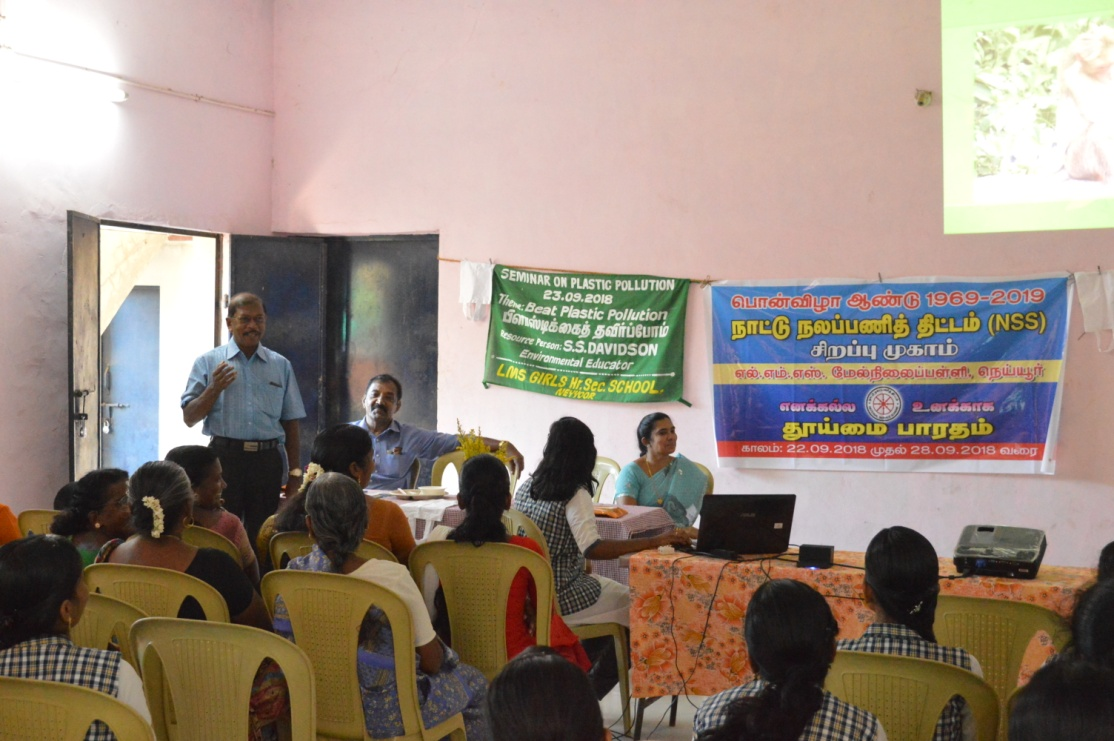 SEMINAR ON PLASTIC POLLUTION
23.09.2018
Theme: Beat Plastic Pollution
பிளாஸ்டிக்கைத் தவிர்ப்போம்
Resource Person: S.S.DAVIDSON
Environmental Educator
LMS GIRLS Hr.Sec.SCHOOL.
NEYYOOR
பொன்விழா ஆண்டு 1969-2019
நாட்டு நலப்பணித் திட்டம் (NSS)
சிறப்பு முகாம்
எல்.எம்.எஸ். மேல்நிலைப்பள்ளி, நெய்யூர்
எனக்கல்ல உனக்காக
தூய்மை பாரதம்
காலம்: 22.09.2018 முதல் 28.09.2018 வரை